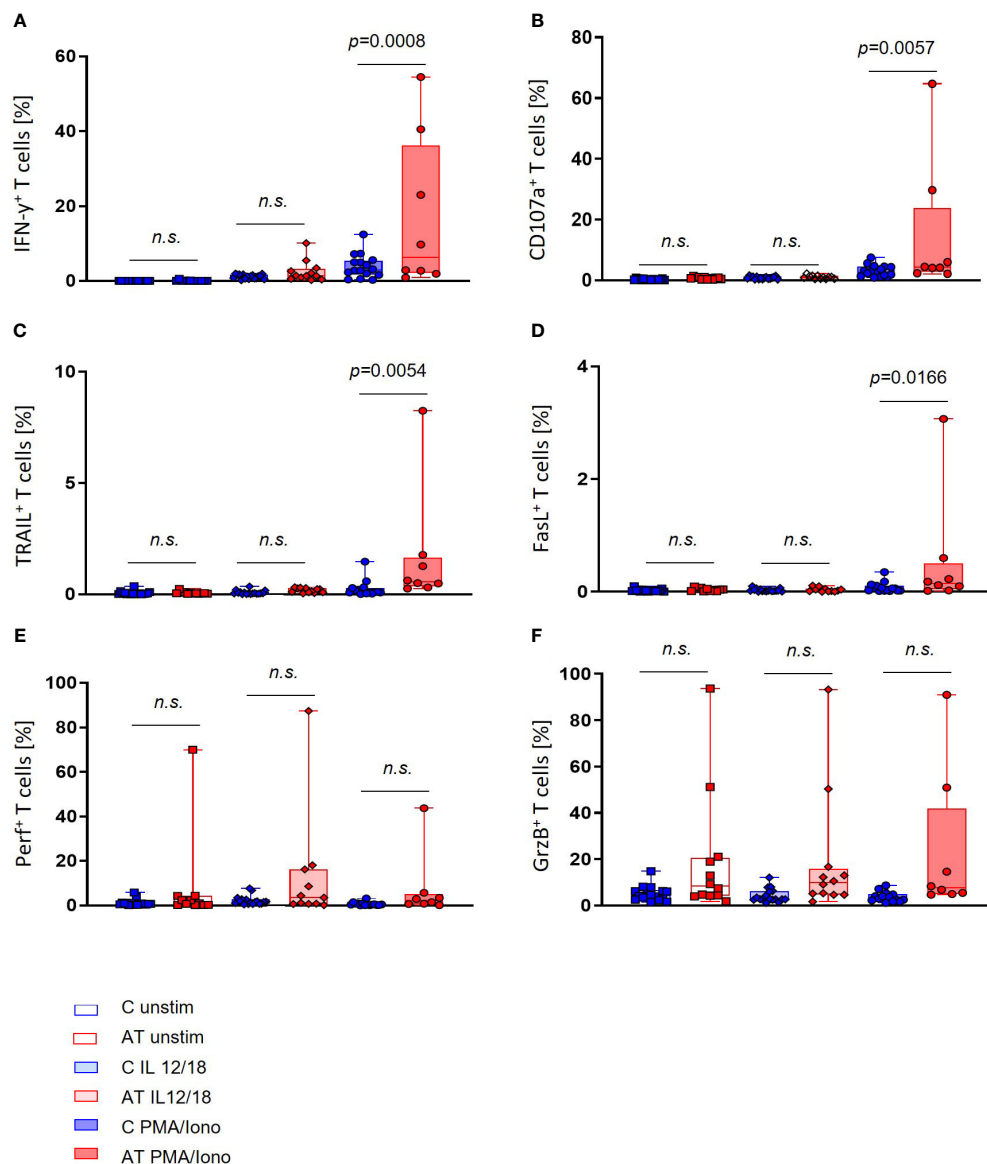 A
p=0.0008
60
40
20
0
IFN-y+ T cells [%]
n.s.
n.s.
B
p=0.0057
80
60
40
20
0
CD107a+ T cells [%]
n.s.
n.s.
C
p=0.0054
10
5
0
TRAIL+ T cells [%]
n.s.
n.s.
D
p=0.0166
4
2
0
FasL+ T cells [%]
n.s.
n.s.
E
100
80
60
40
20
0
Perf+ T cells [%]
n.s.
n.s.
n.s.
F
100
80
60
40
20
0
GrzB+ T cells [%]
n.s.
n.s.
n.s.
C unstim
AT unstim
C IL 12/18
AT IL12/18
C PMA/Iono
AT PMA/Iono